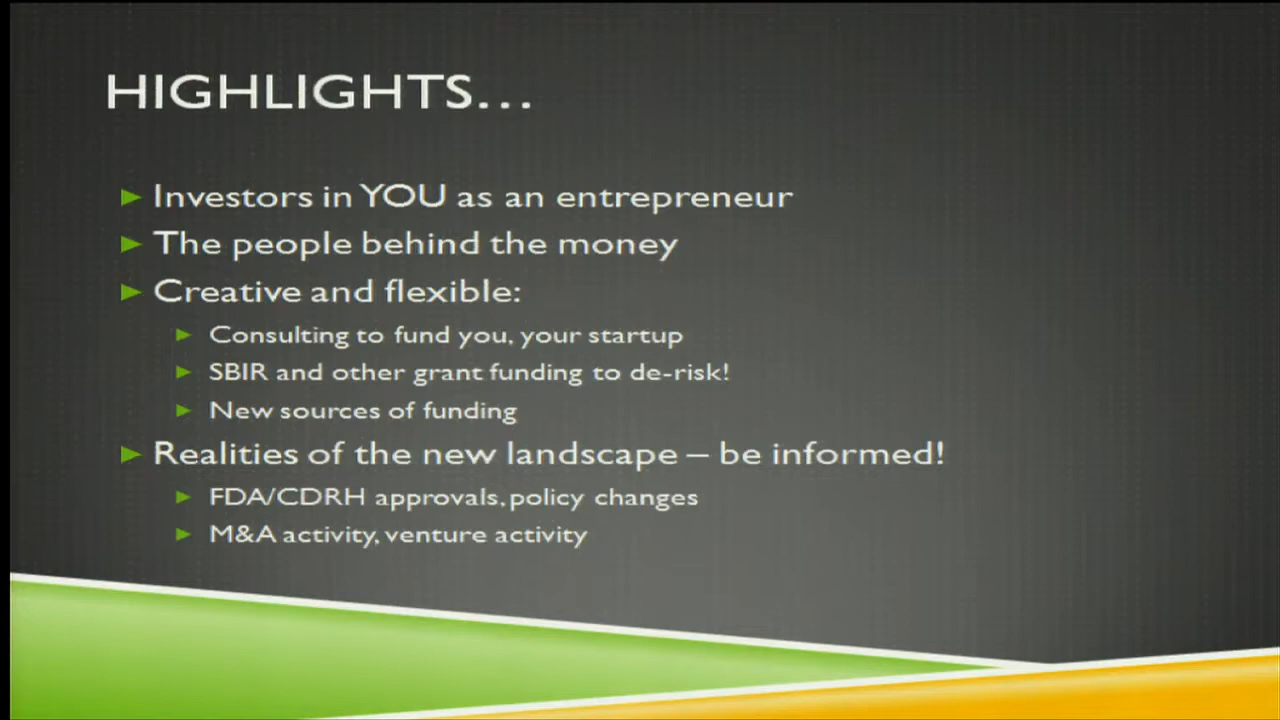 HIGHLIGHTS...
Investors in YOU as an entrepreneur
The people behind the money
Creative and flexible:
Consulting to fund you, your startup
SBIR and other grant funding to de-risk!
New sources of funding
Realities of the new landscape – be informed!
FDA/CDRH approvals, policy changes
M&A activity, venture activity